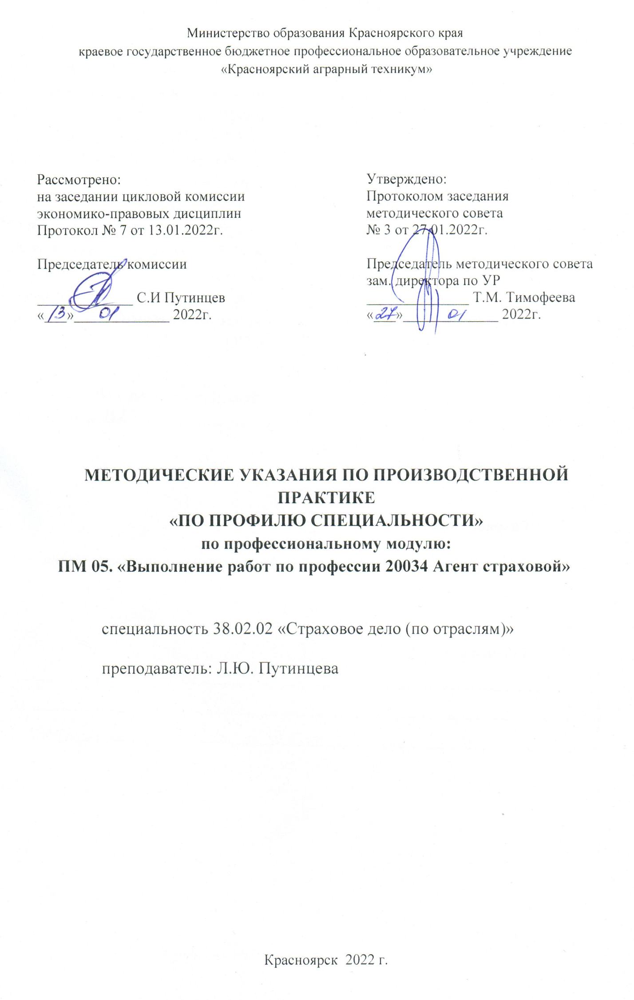 Министерство образования Красноярского края
краевое государственное бюджетное профессиональное образовательное учреждение
«Красноярский аграрный техникум»
Рассмотрено:
на заседании цикловой комиссии
экономико-правовых дисциплин
Протокол № 7 от 13.01.2022г.
Председатель комиссии
_____________ С.И Путинцев
«13»  01  2022г.
Утверждено:
Протоколом заседания
методического совета
№ 3 от 27.01.2022г.
Председатель методического совета
зам. директора по УР
______________ Т.М. Тимофеева
«27»  01  2022г.
МЕТОДИЧЕСКИЕ УКАЗАНИЯ ПО ПРОИЗВОДСТВЕННОЙ
ПРАКТИКЕ
«ПО ПРОФИЛЮ СПЕЦИАЛЬНОСТИ»
по профессиональному модулю:
ПМ 05. «Выполнение работ по профессии 20034 Агент страховой»
специальность 38.02.02 «Страховое дело (по отраслям)»
преподаватель: Л.Ю. Путинцева
Красноярск  2022 г.